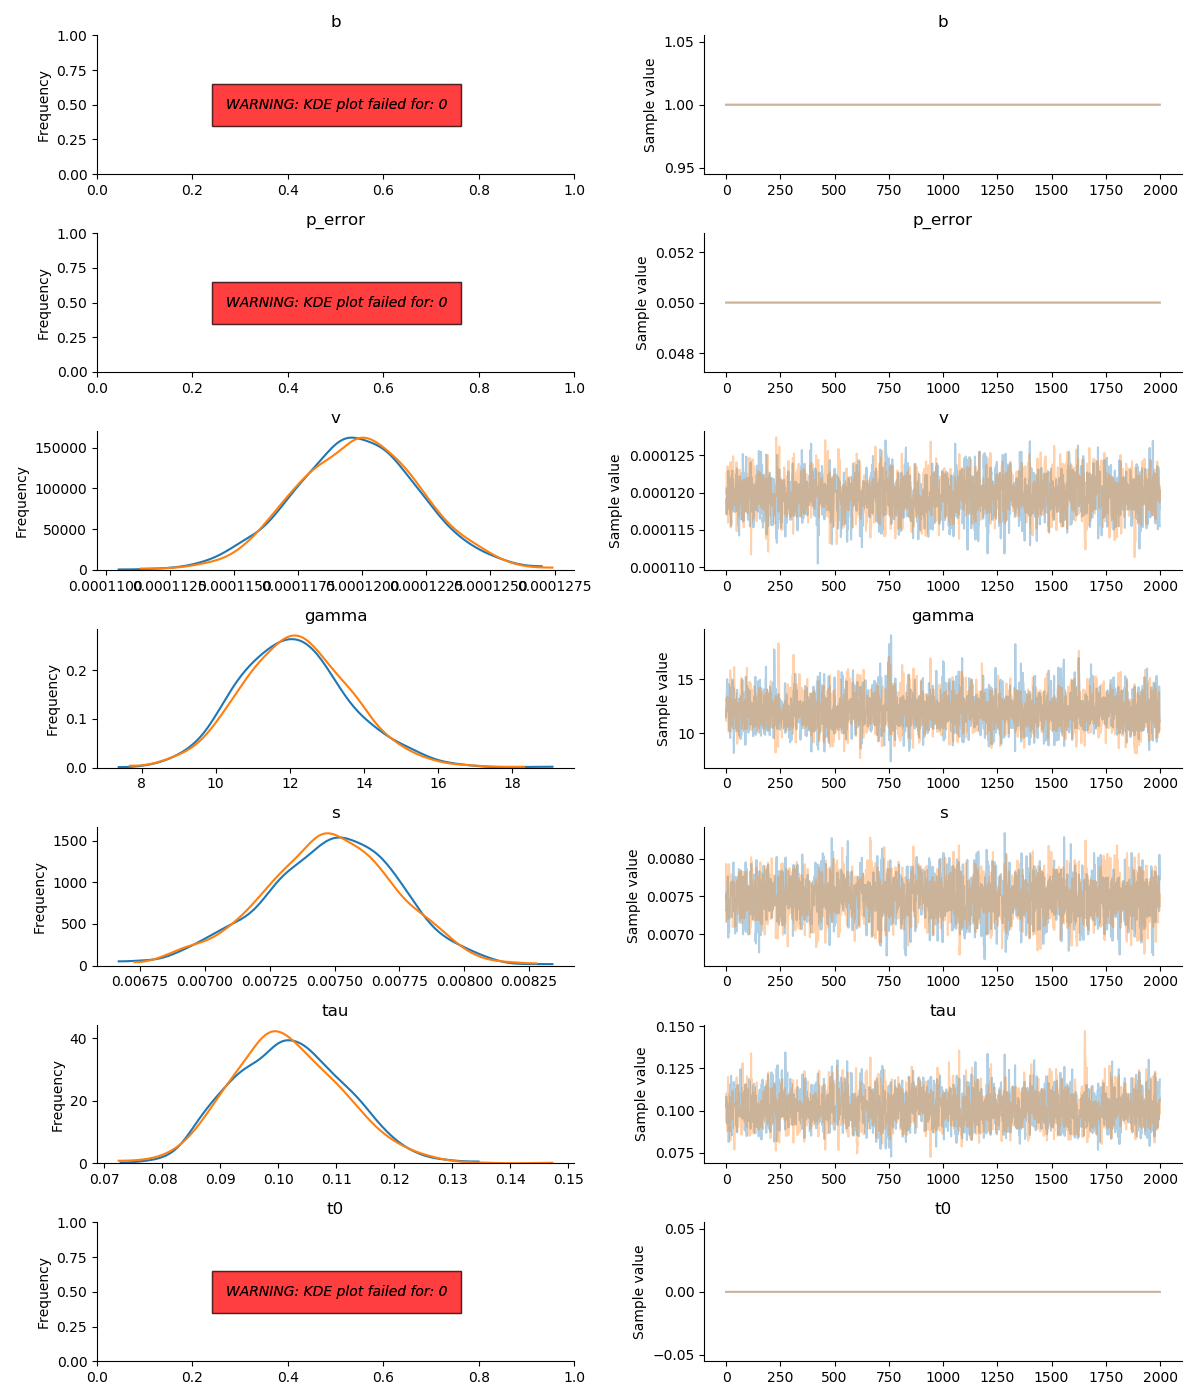 b
b
1.00
0.75
0.50
0.25
0.00
Frequency
WARNING: KDE plot failed for: 0
0.0 0.2 0.4 0.6 0.8 1.0
1.05
1.00
0.95
Sample value
0 250 500 750 1000 1250 1500 1750 2000
p_error
p_error
1.00
0.75
0.50
0.25
0.00
Frequency
WARNING: KDE plot failed for: 0
0.0 0.2 0.4 0.6 0.8 1.0
0.052
0.050
0.048
Sample value
0 250 500 750 1000 1250 1500 1750 2000
v
v
150000
100000
50000
0
Frequency
0.0001100 0.0001125 0.0001150 0.0001175 0.0001200 0.0001225 0.0001250 0.0001275
0.000125
0.000120
0.000115
0.000110
Sample value
0 250 500 750 1000 1250 1500 1750 2000
gamma
gamma
0.2
0.1
0.0
Frequency
8 10 12 14 16 18
15
10
Sample value
0 250 500 750 1000 1250 1500 1750 2000
s
s
1500
1000
500
0
Frequency
0.00675 0.00700 0.00725 0.00750 0.00775 0.00800 0.00825
0.0080
0.0075
0.0070
Sample value
0 250 500 750 1000 1250 1500 1750 2000
tau
tau
40
20
0
Frequency
0.07 0.08 0.09 0.10 0.11 0.12 0.13 0.14 0.15
0.150
0.125
0.100
0.075
Sample value
0 250 500 750 1000 1250 1500 1750 2000
t0
t0
1.00
0.75
0.50
0.25
0.00
Frequency
WARNING: KDE plot failed for: 0
0.0 0.2 0.4 0.6 0.8 1.0
0.05
0.00
−0.05
Sample value
0 250 500 750 1000 1250 1500 1750 2000